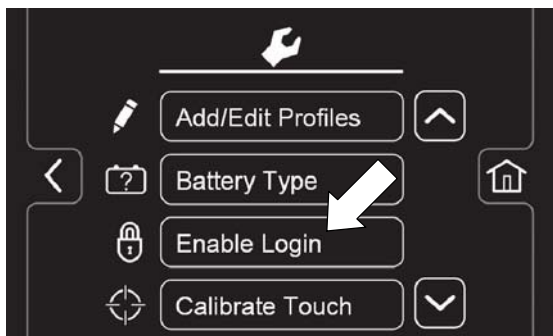 Add/Edit Profiles
Battery Type
Enable Login
Calibrate Touch